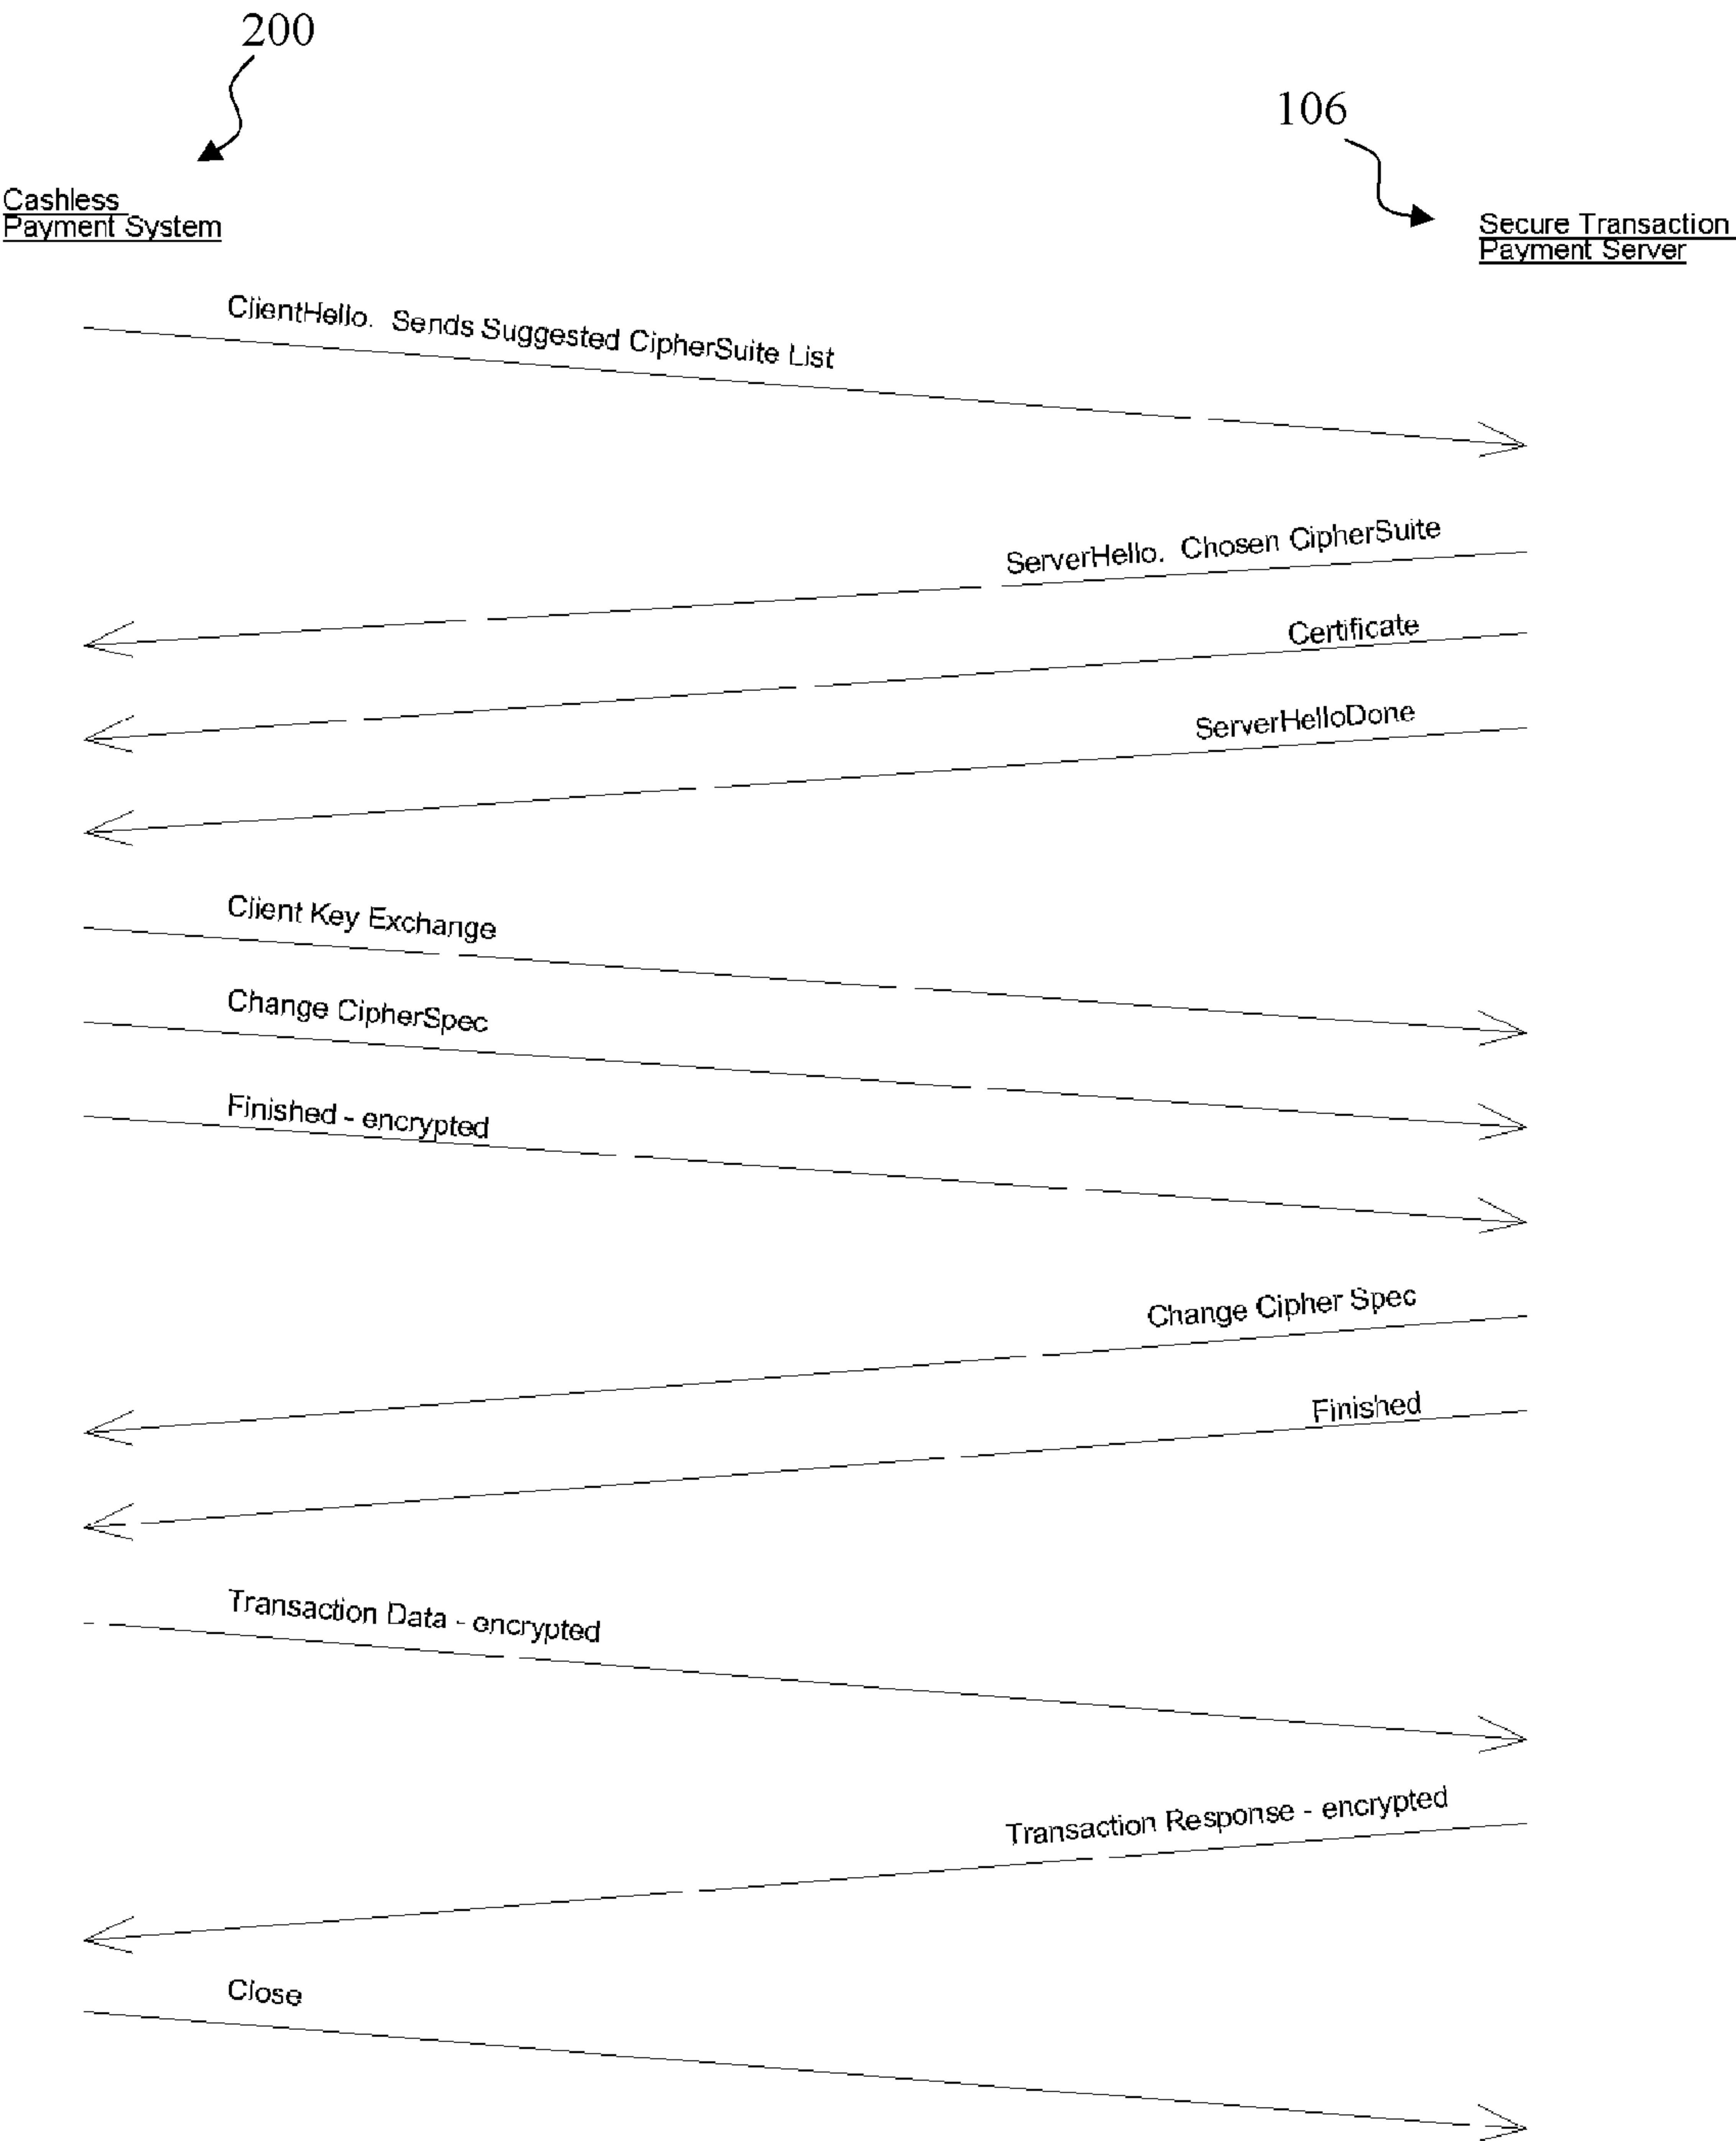 200
106
Cashless
Payment System
Secure Transaction
Payment Server
ClientHello. Sends Suggested CipherSuite List
ServerHello. Chosen CipherSuite
Certificate
ServerHelloDone
Client Key Exchange
Change CipherSpec
Finished - encrypted
Change Cipher Spec
Finished
Transaction Data - encrypted
Transaction Response - encrypted
Close